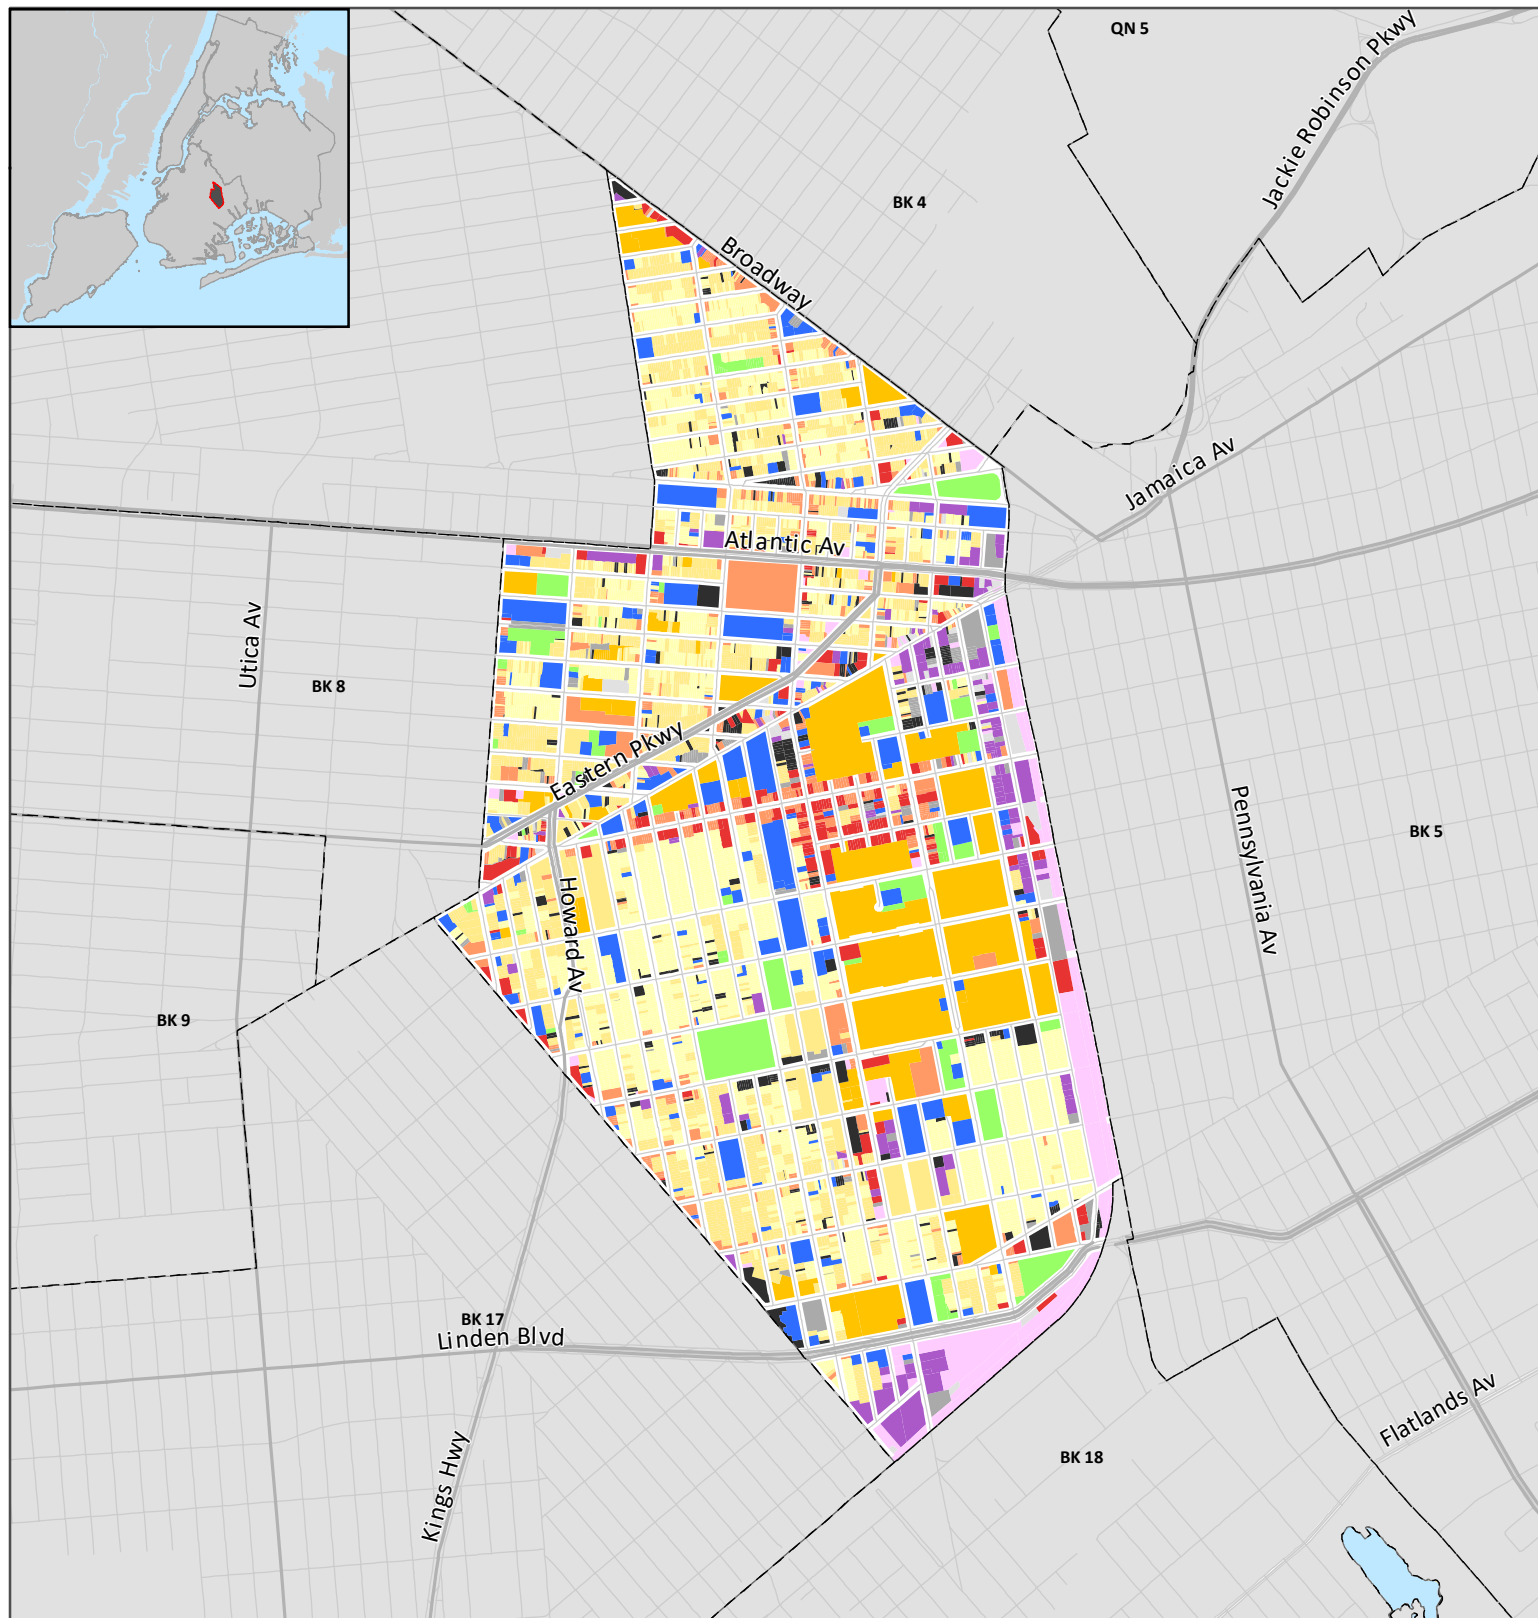 QN 5
Jackie Robinson Pkwy
BK 4
Broadway
Jamaica Av
Atlantic Av
Utica Av
BK 8
Eastern Pkwy
Pennsylvania Av
BK 5
Howard Av
BK 9
BK 17
Linden Blvd
Flatlands Av
BK 18
Kings Hwy